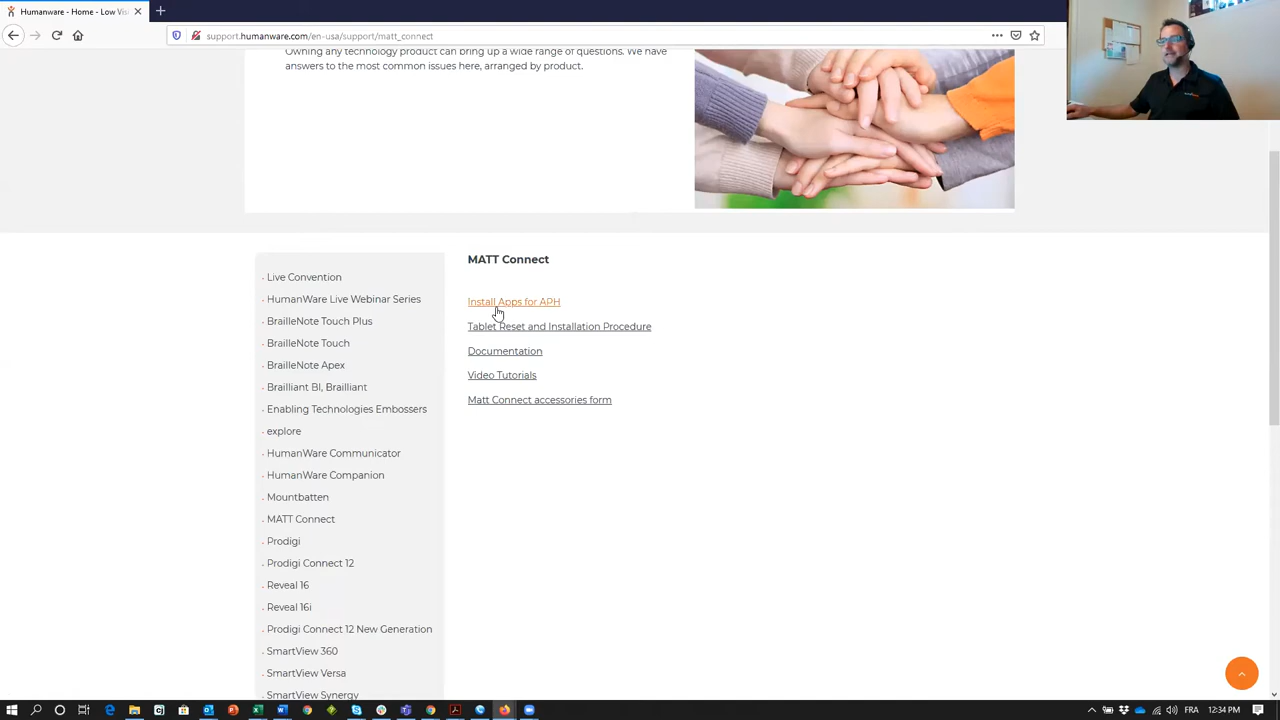 Humanware - Home - Low Vis
support.humanware.com/en-usa/support/matt_connect
Owning any technology product can bring up a wide range of questions. We have
answers to the most common issues here, arranged by product.
MATT Connect
Install Apps for APH
Tablet Reset and Installation Procedure
Documentation
Video Tutorials
Matt Connect accessories form
Live Convention
HumanWare Live Webinar Series
BrailleNote Touch Plus
BrailleNote Touch
BrailleNote Apex
Brailliant BI, Brailliant
Enabling Technologies Embossers
explore
HumanWare Communicator
HumanWare Companion
Mountbatten
MATT Connect
Prodigi
Prodigi Connect 12
Reveal 16
Reveal 16i
Prodigi Connect 12 New Generation
SmartView 360
SmartView Versa
SmartView Synergy
FRA
12:34 PM